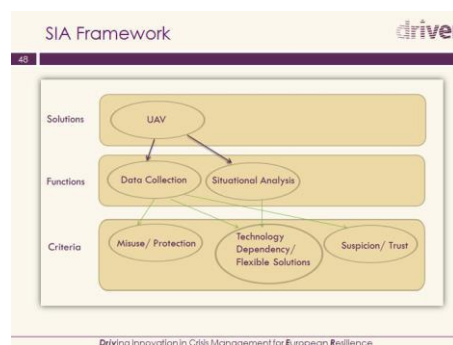 SIA Framework
driver
48
Solutions
UAV
Functions
Data Collection
Situational Analysis
Criteria
Misuse/ Protection
Technology
Dependency/
Flexible Solutions
Suspicion/ Trust
Driving Innovation in Crisis Management for European Resilience